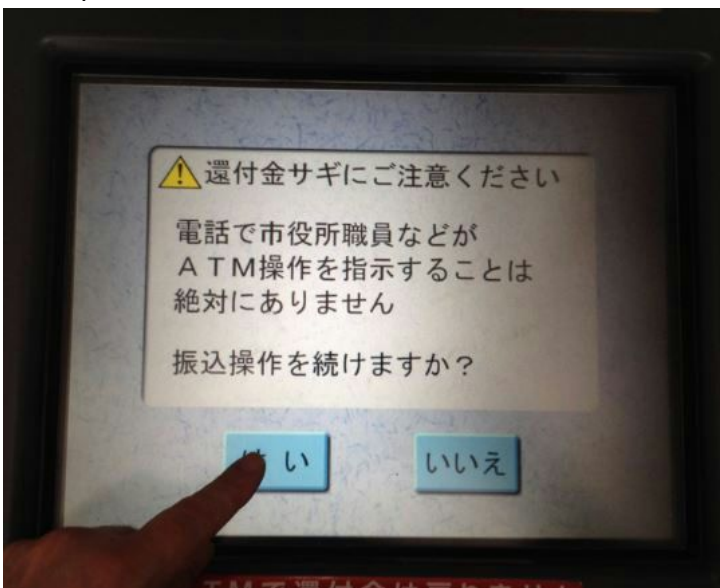 還付金サギにご注意ください
電話で市役所職員などが
ATM操作を指示することは
絶対にありません
振込操作を続けますか？
はい
いいえ